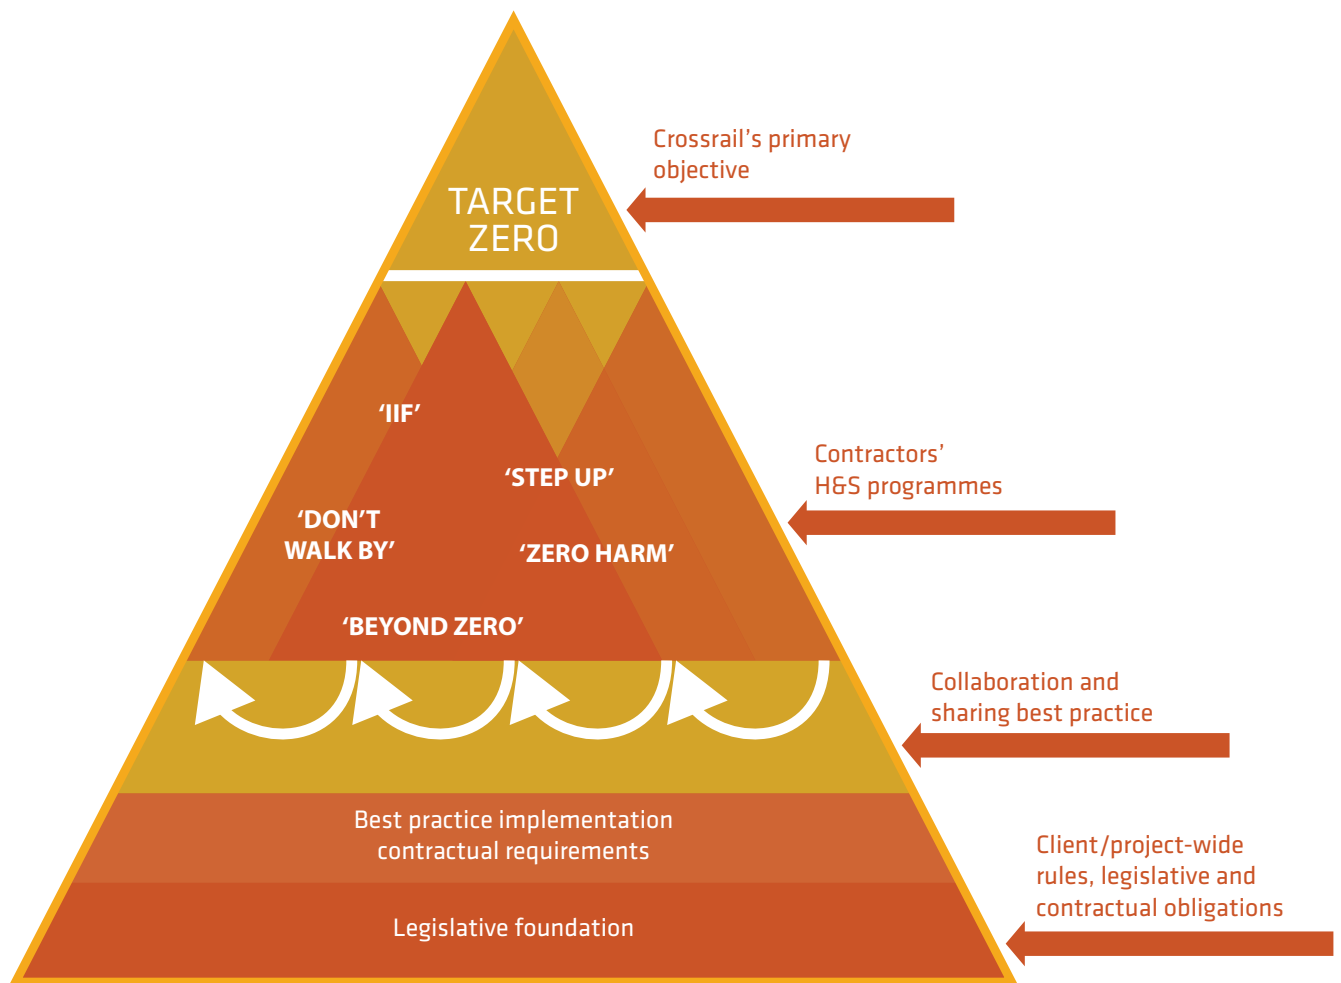 Crossrail's primary
objective
TARGET
ZERO
‘IIF’
Contractors’
H&S programmes
‘STEP UP’
‘DON’T
WALK BY’
‘ZERO HARM’
‘BEYOND ZERO’
Collaboration and
sharing best practice
Best practice implementation
contractual requirements
Client/project-wide
rules, legislative and
contractual obligations
Legislative foundation